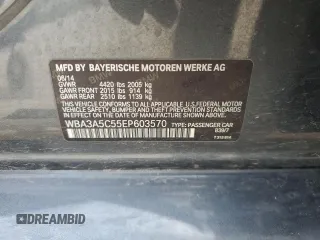 MFD BY BAYERISCHE MOTOREN WERKE AG
06/14
GVWR 4420 lbs 2005 kg
GAWR FRONT 2015 lbs 914 kg
GAWR REAR 2510 lbs 1139 kg
THIS VEHICLE CONFORMS TO ALL APPLICABLE
FEDERAL MOTOR VEHICLE SAFETY,
BUMPER, AND THEFT PREVENTION STANDARDS
IN EFFECT ON THE DATE OF
MANUFACTURE SHOWN ABOVE.
WBA3A5C55EP603570 TYPE: PASSENGER CAR
DREAMBID